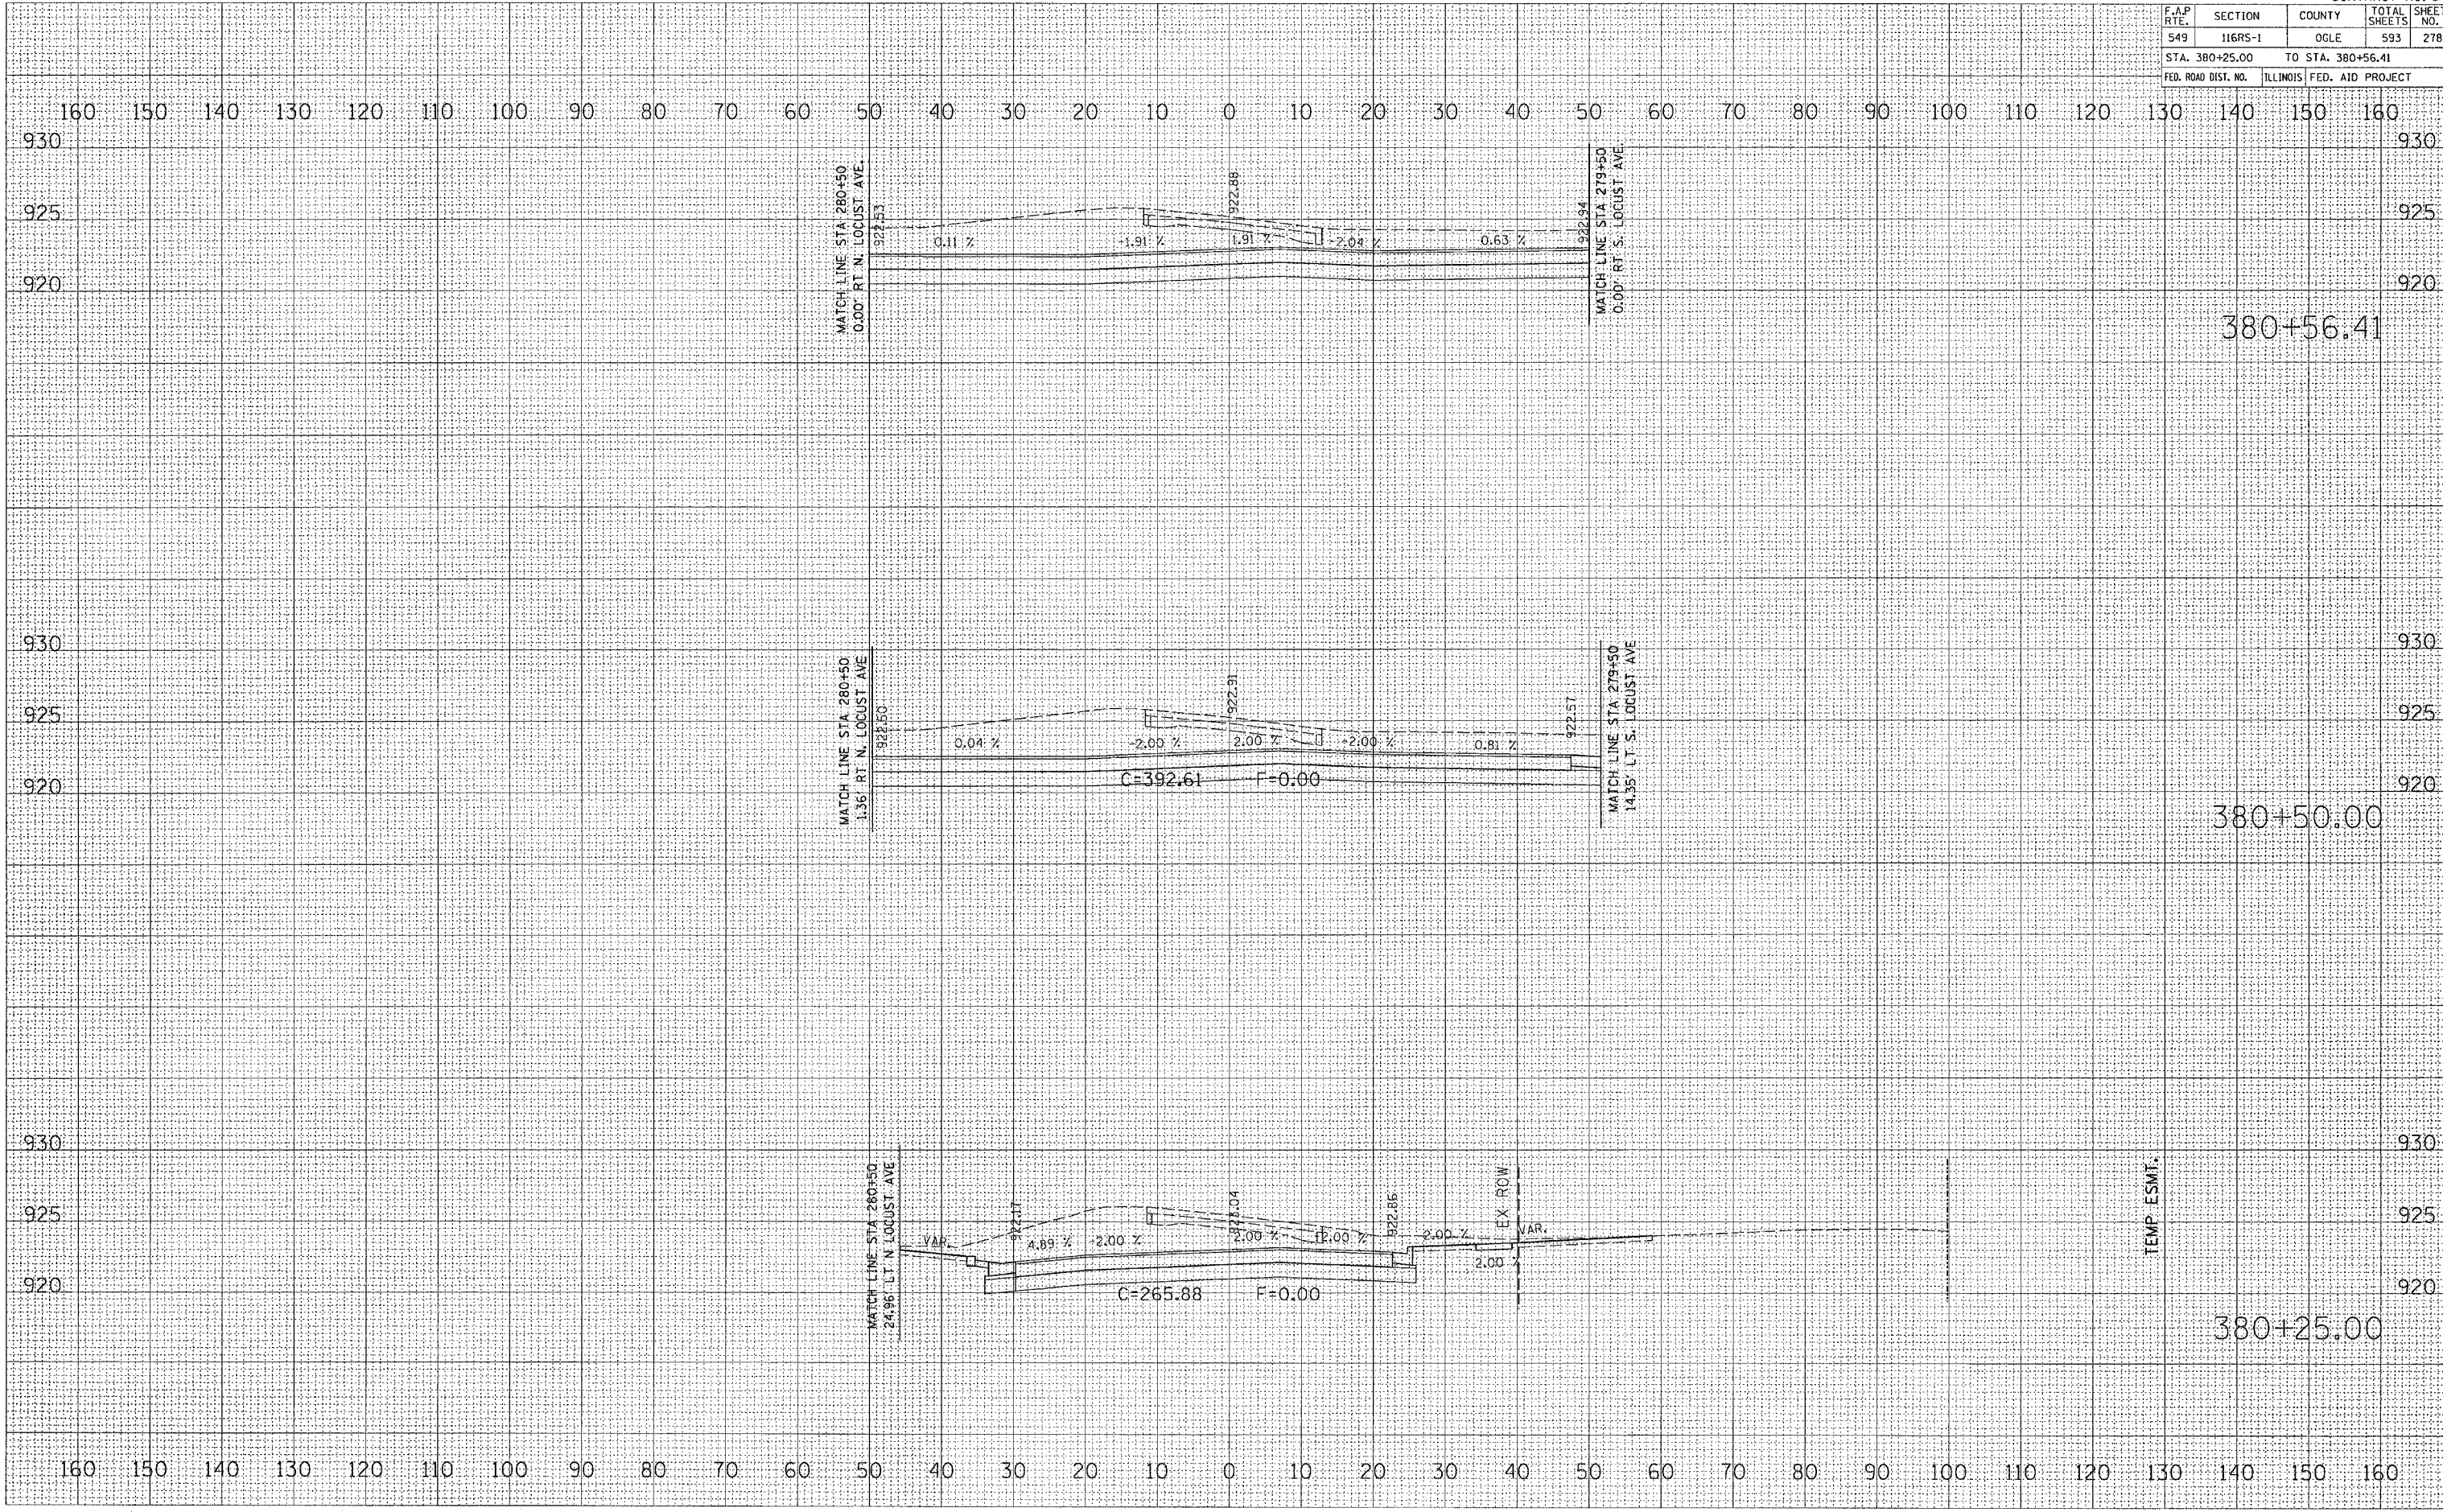 F.A.P RTE. SECTION COUNTY TOTAL SHEETS SHEET NO.
549 116RS-1 OGLE 593 278
STA. 380+25.00 TO STA. 380+56.41
FED. ROAD DIST. NO. ILLINOIS FED. AID PROJECT
160 150 140 130 120 110 100 90 80 70 60 50 40 30 20 10 0 10 20 30 40 50 60 70 80 90 100 110 120 130 140 150 160
930 930
925 925
920 920
MATCH LINE STA 280+50
0.00' RT N. LOCUST AVE.
922.53
0.11 %
-1.91 %
922.88
1.91 %
-2.04 %
0.63 %
922.94
MATCH LINE STA 279+50
0.00' RT S. LOCUST AVE.
380+56.41
930 930
925 925
920 920
MATCH LINE STA 280+50
1.36' RT N. LOCUST AVE
922.50
0.04 %
-2.00 %
922.91
2.00 %
-2.00 %
0.81 %
922.57
MATCH LINE STA 279+50
14.35' LT S. LOCUST AVE
C=392.61 F=0.00
380+50.00
930 930
925 925
920 920
MATCH LINE STA 280+50
24.96' LT N LOCUST AVE
VAR.
922.17
4.89 %
-2.00 %
923.04
2.00 %
-2.00 %
922.86
2.00 %
EX ROW
VAR.
2.00 %
TEMP ESMT.
C=265.88 F=0.00
380+25.00
160 150 140 130 120 110 100 90 80 70 60 50 40 30 20 10 0 10 20 30 40 50 60 70 80 90 100 110 120 130 140 150 160